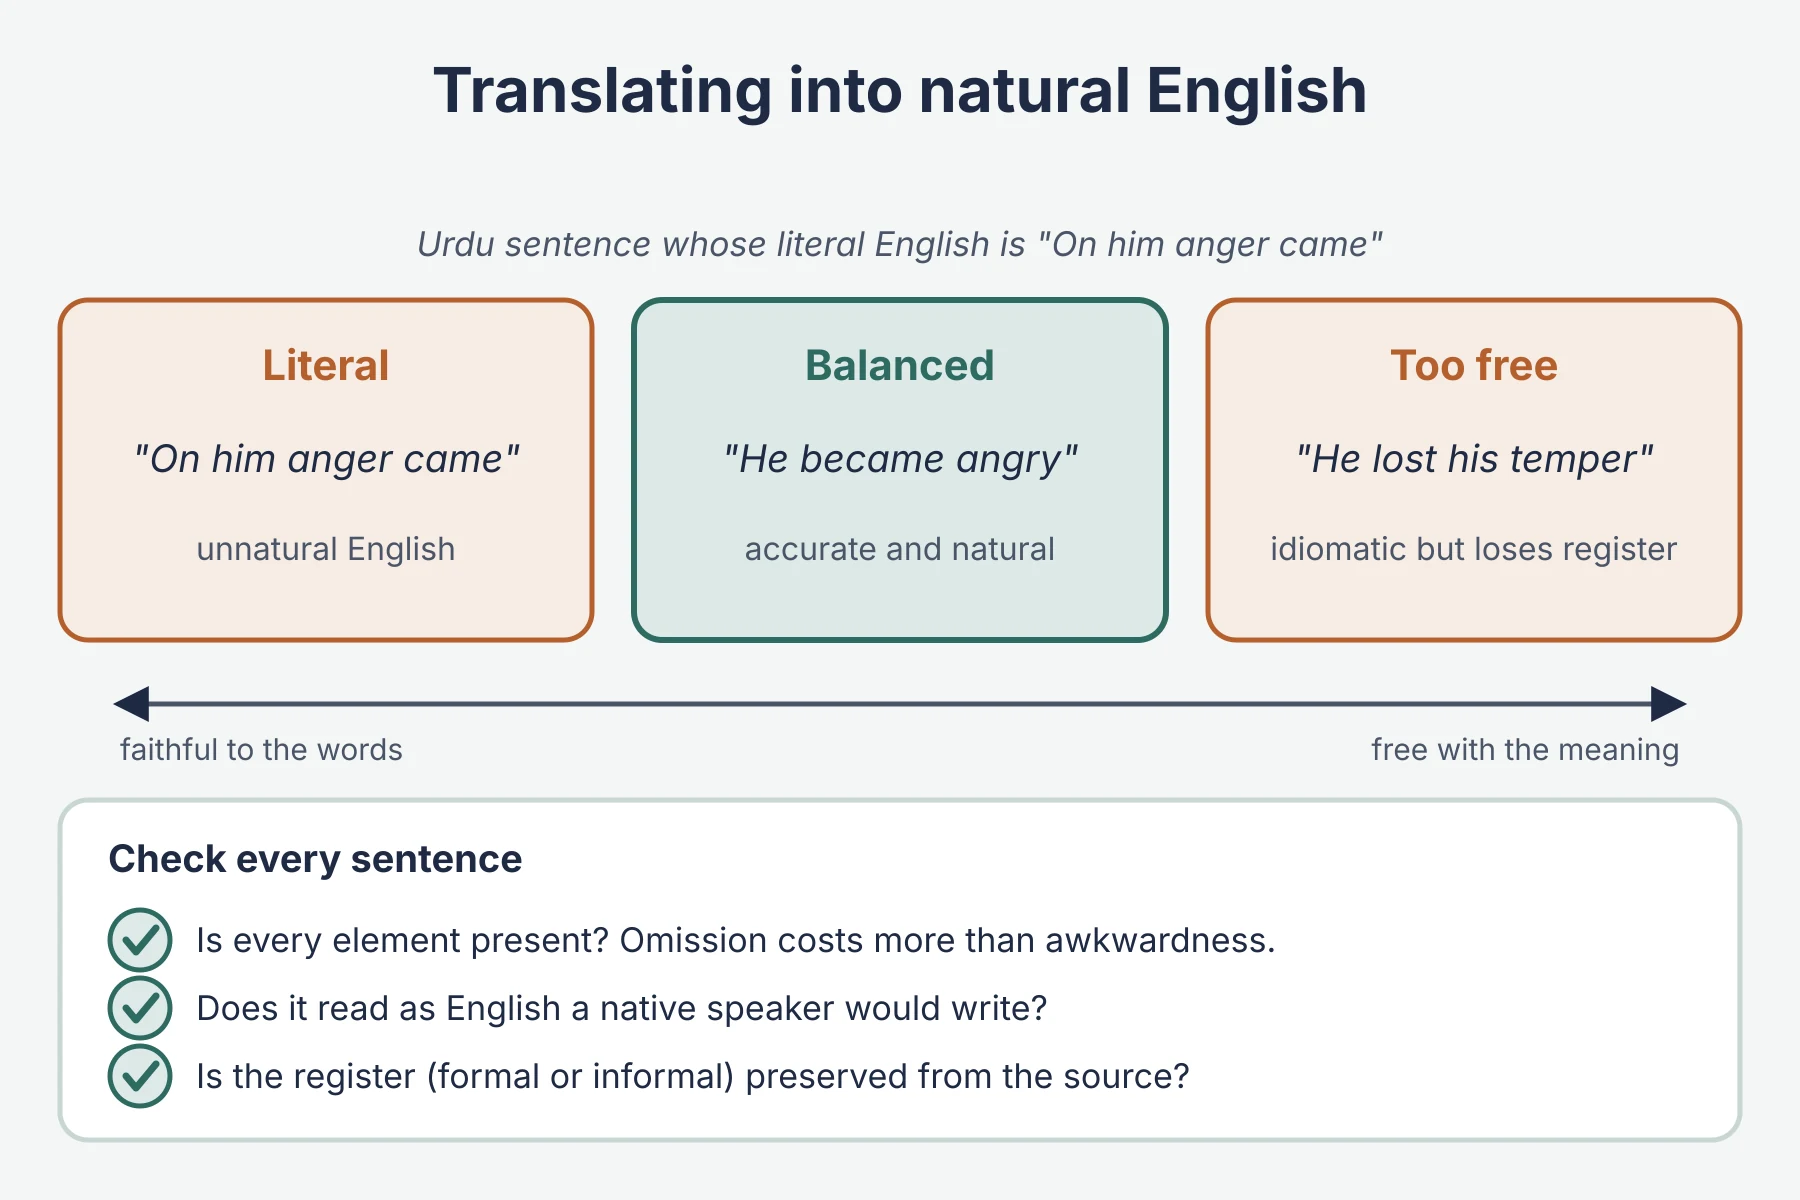 Translating into natural English
Urdu sentence whose literal English is "On him anger came"
Literal
"On him anger came"
unnatural English
Balanced
"He became angry"
accurate and natural
Too free
"He lost his temper"
idiomatic but loses register
faithful to the words
free with the meaning
Check every sentence
Is every element present? Omission costs more than awkwardness.
Does it read as English a native speaker would write?
Is the register (formal or informal) preserved from the source?